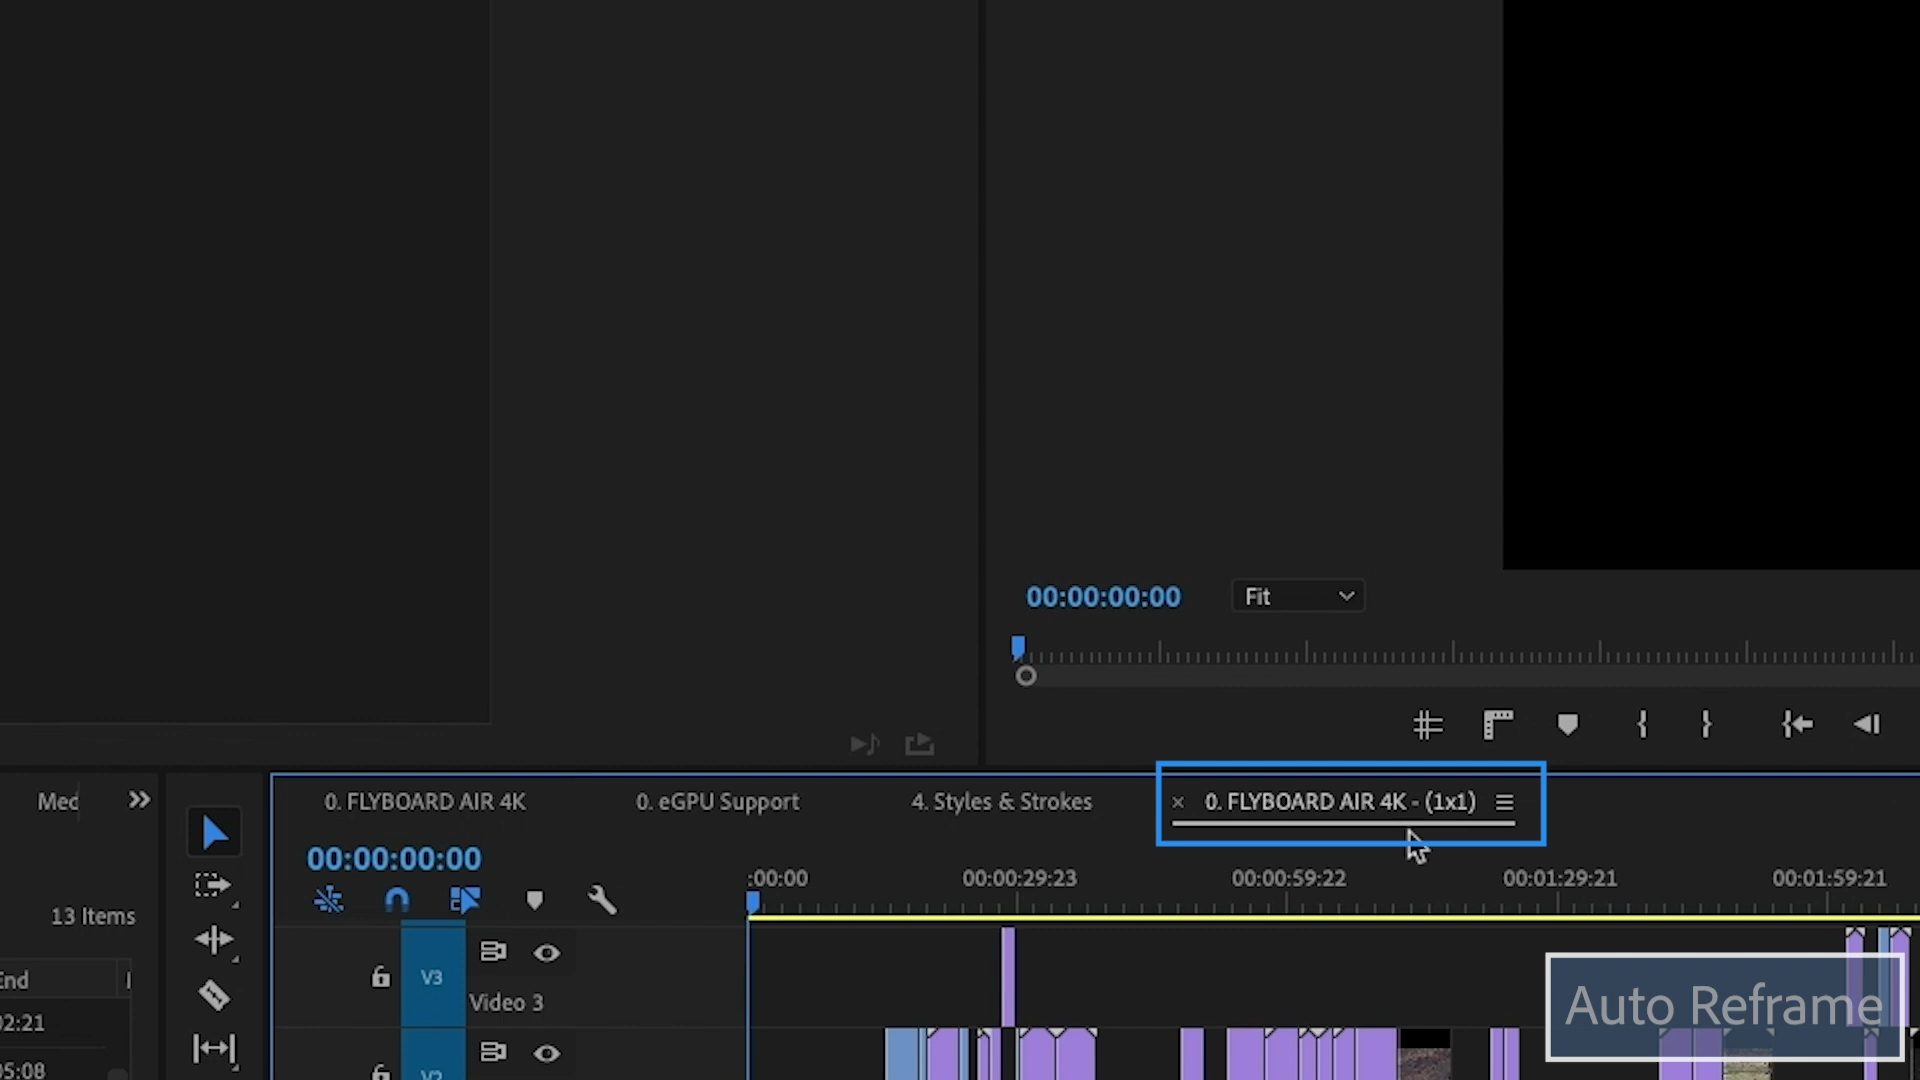 00:00:00:00
Fit
Med
0. FLYBOARD AIR 4K
0. eGPU Support
4. Styles & Strokes
× 0. FLYBOARD AIR 4K - (1x1)
00:00:00:00
:00:00
00:00:29:23
00:00:59:22
00:01:29:21
00:01:59:21
13 Items
End
02:21
05:08
V3
Video 3
V2
Auto Reframe